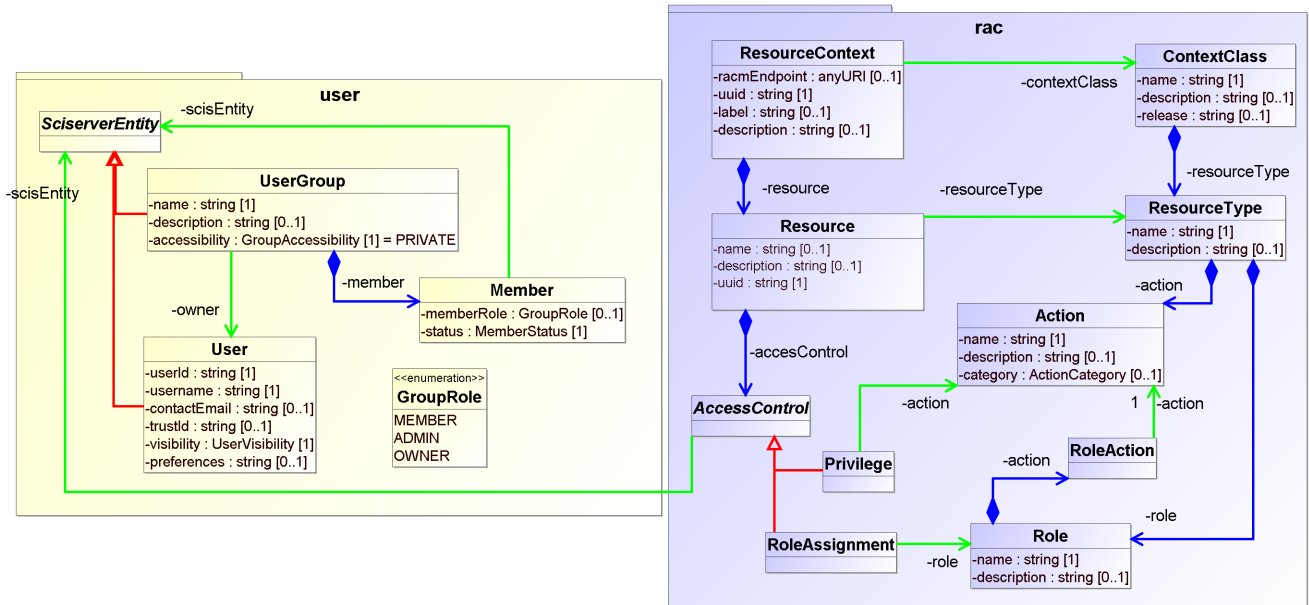 user
-scisEntity
SciserverEntity
-scisEntity
UserGroup
-name : string [1]
-description : string [0..1]
-accessibility : GroupAccessibility [1] = PRIVATE
-member
-owner
Member
-memberRole : GroupRole [0..1]
-status : MemberStatus [1]
User
-userId : string [1]
-username : string [1]
-contactEmail : string [0..1]
-trustId : string [0..1]
-visibility : UserVisibility [1]
-preferences : string [0..1]
<<enumeration>>
GroupRole
MEMBER
ADMIN
OWNER
rac
ResourceContext
-racmEndpoint : anyURI [0..1]
-uuid : string [1]
-label : string [0..1]
-description : string [0..1]
-contextClass
ContextClass
-name : string [1]
-description : string [0..1]
-release : string [0..1]
-resource
-resourceType
-resourceType
Resource
-name : string [0..1]
-description : string [0..1]
-uuid : string [1]
ResourceType
-name : string [1]
-description : string [0..1]
-action
Action
-name : string [1]
-description : string [0..1]
-category : ActionCategory [0..1]
-accesControl
AccessControl
-action
1
-action
Privilege
RoleAction
-action
-role
RoleAssignment
-role
Role
-name : string [1]
-description : string [0..1]